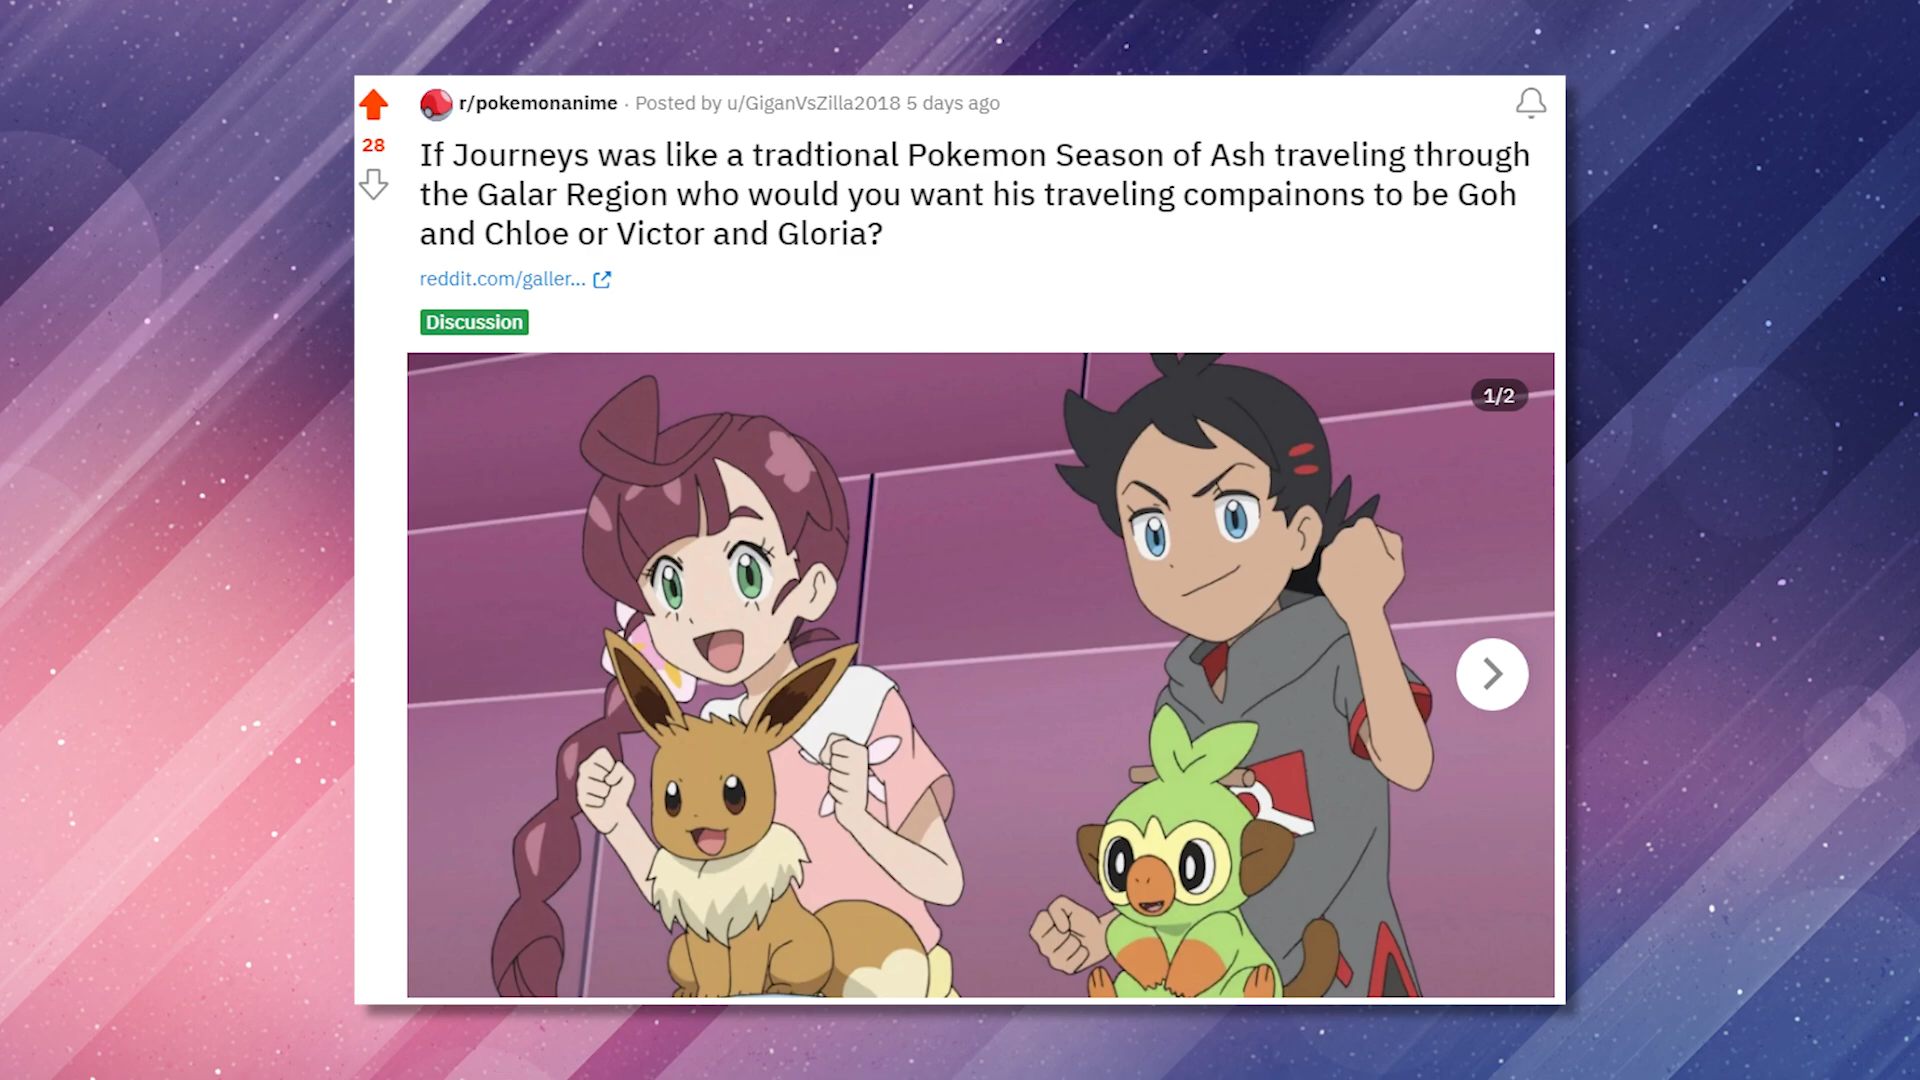 r/pokemonanime · Posted by u/GiganVsZilla2018 5 days ago
28
If Journeys was like a tradtional Pokemon Season of Ash traveling through
the Galar Region who would you want his traveling compainons to be Goh
and Chloe or Victor and Gloria?
reddit.com/galler...
Discussion
1/2